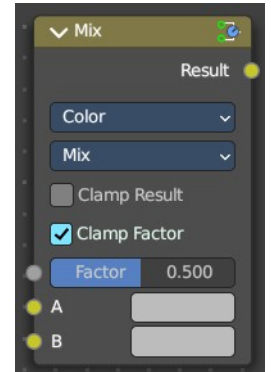 Mix
Result
Color
Mix
Clamp Result
Clamp Factor
Factor 0.500
A
B